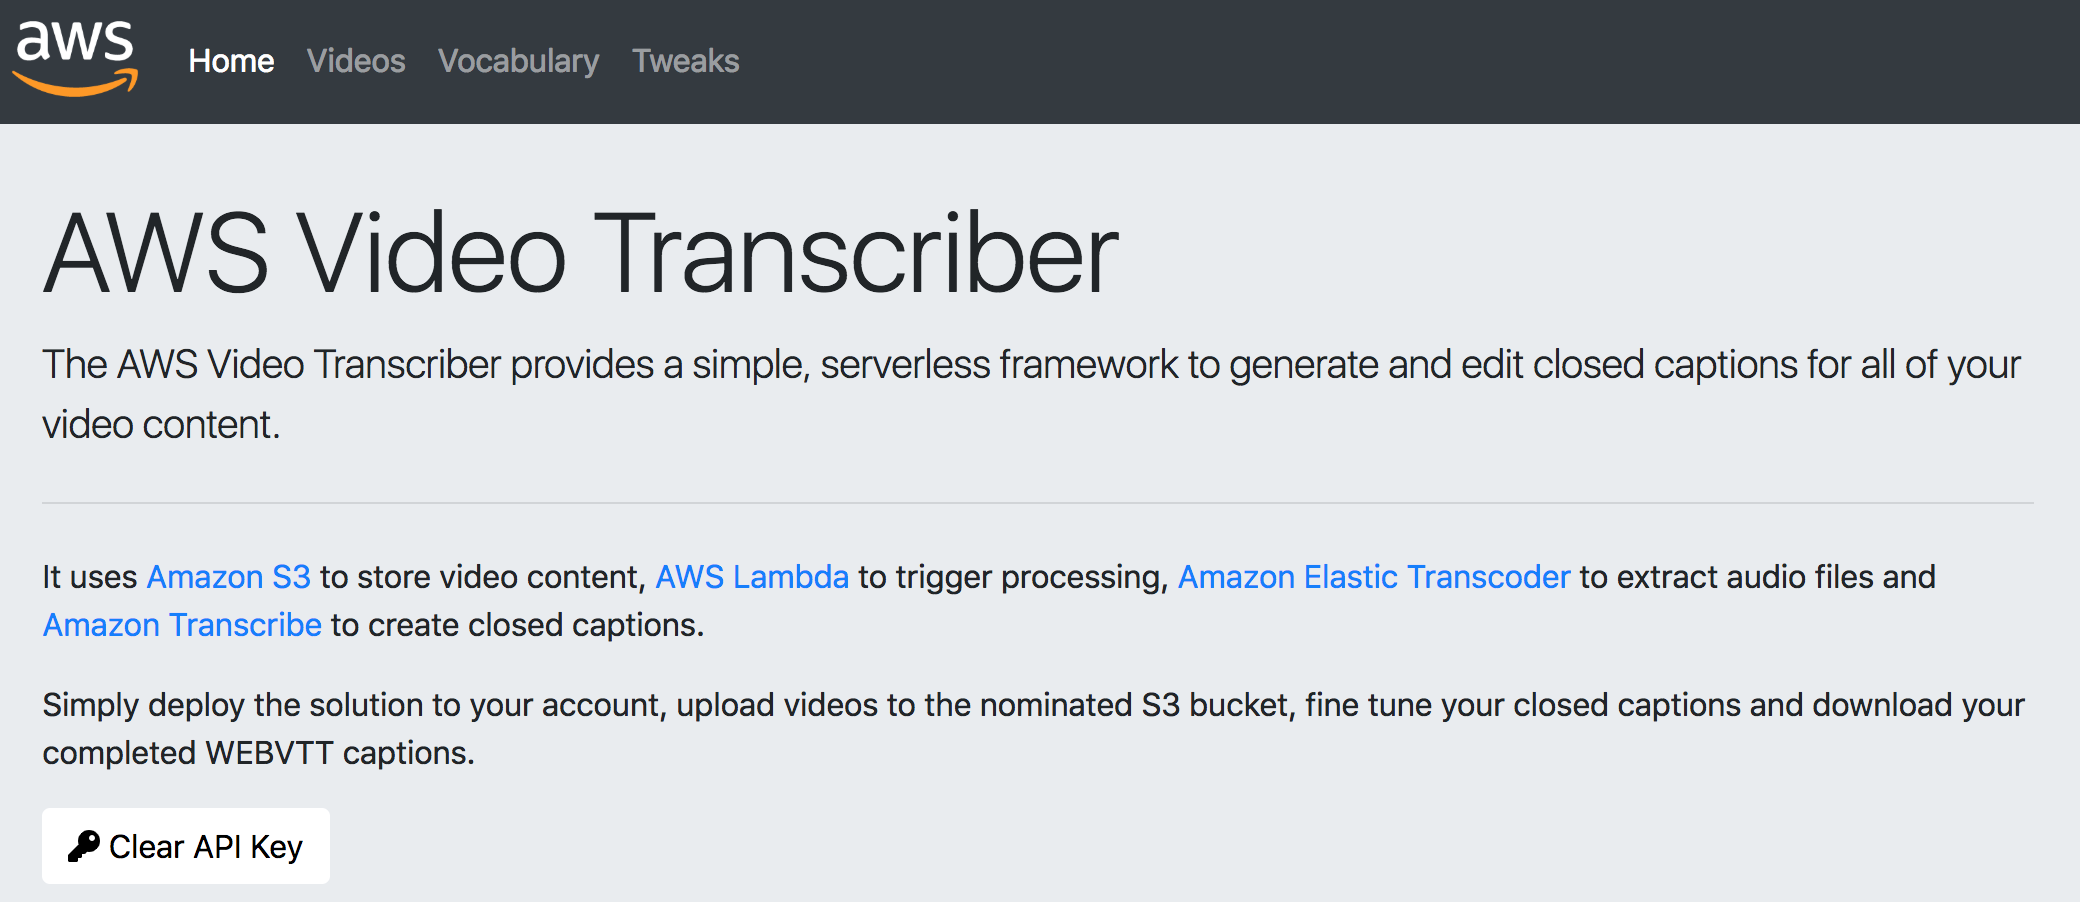 aws
Home Videos Vocabulary Tweaks
AWS Video Transcriber
The AWS Video Transcriber provides a simple, serverless framework to generate and edit closed captions for all of your
video content.
It uses Amazon S3 to store video content, AWS Lambda to trigger processing, Amazon Elastic Transcoder to extract audio files and
Amazon Transcribe to create closed captions.
Simply deploy the solution to your account, upload videos to the nominated S3 bucket, fine tune your closed captions and download your
completed WEBVTT captions.
Clear API Key